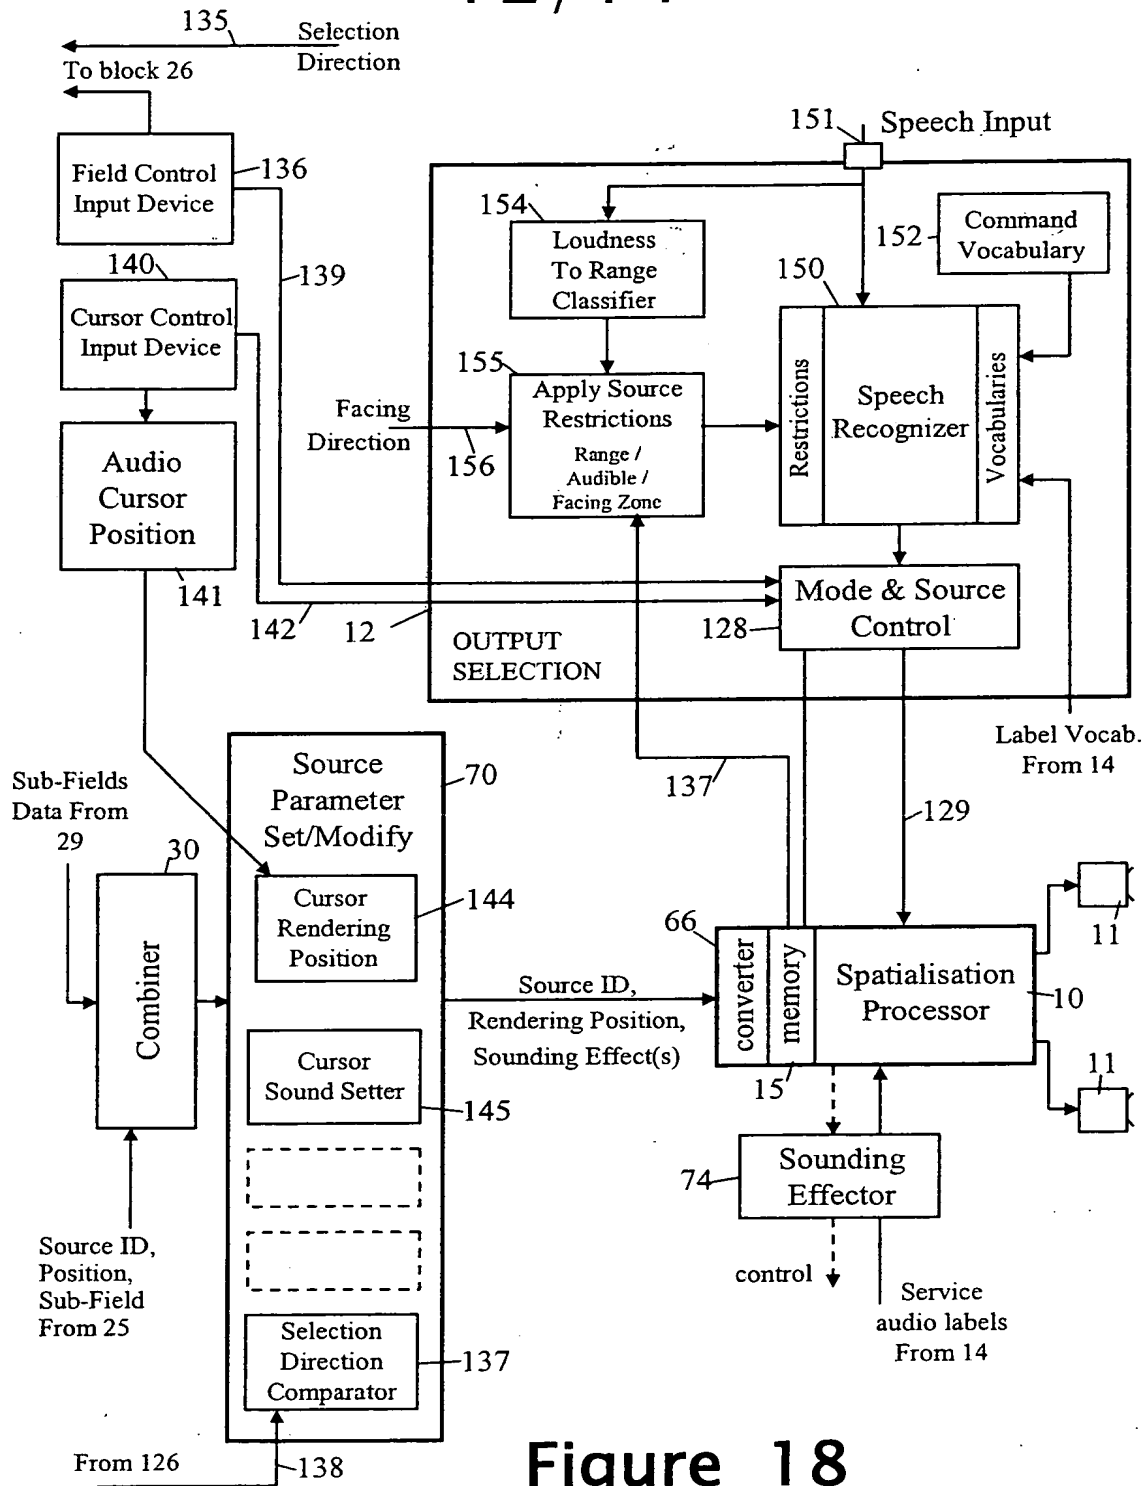 135
Selection
Direction
To block 26
Field Control
Input Device
136
139
140
Cursor Control
Input Device
Audio
Cursor
Position
141
142
12
151
Speech Input
154
Loudness
To Range
Classifier
152
Command
Vocabulary
150
Restrictions
Speech
Recognizer
Vocabularies
155
Apply Source
Restrictions
Range /
Audible /
Facing Zone
Facing
Direction
156
Mode & Source
Control
128
OUTPUT
SELECTION
Label Vocab.
From 14
137
129
Sub-Fields
Data From
29
30
Combiner
Source
Parameter
Set/Modify
70
Cursor
Rendering
Position
144
Cursor
Sound Setter
145
Selection
Direction
Comparator
137
Source ID,
Position,
Sub-Field
From 25
From 126
138
Source ID,
Rendering Position,
Sounding Effect(s)
66
converter
memory
15
Spatialisation
Processor
10
11
11
74
Sounding
Effector
control
Service
audio labels
From 14
Figure 18